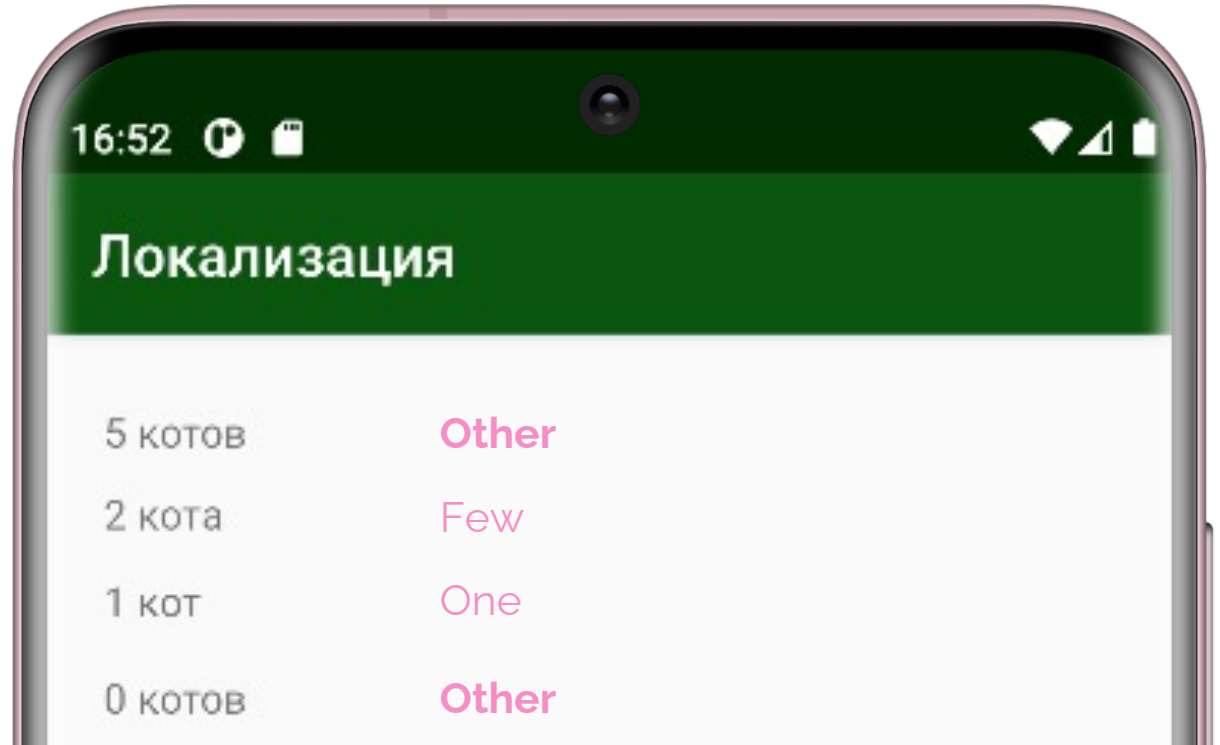 16:52
Локализация
5 котов Other
2 кота Few
1 кот One
0 котов Other